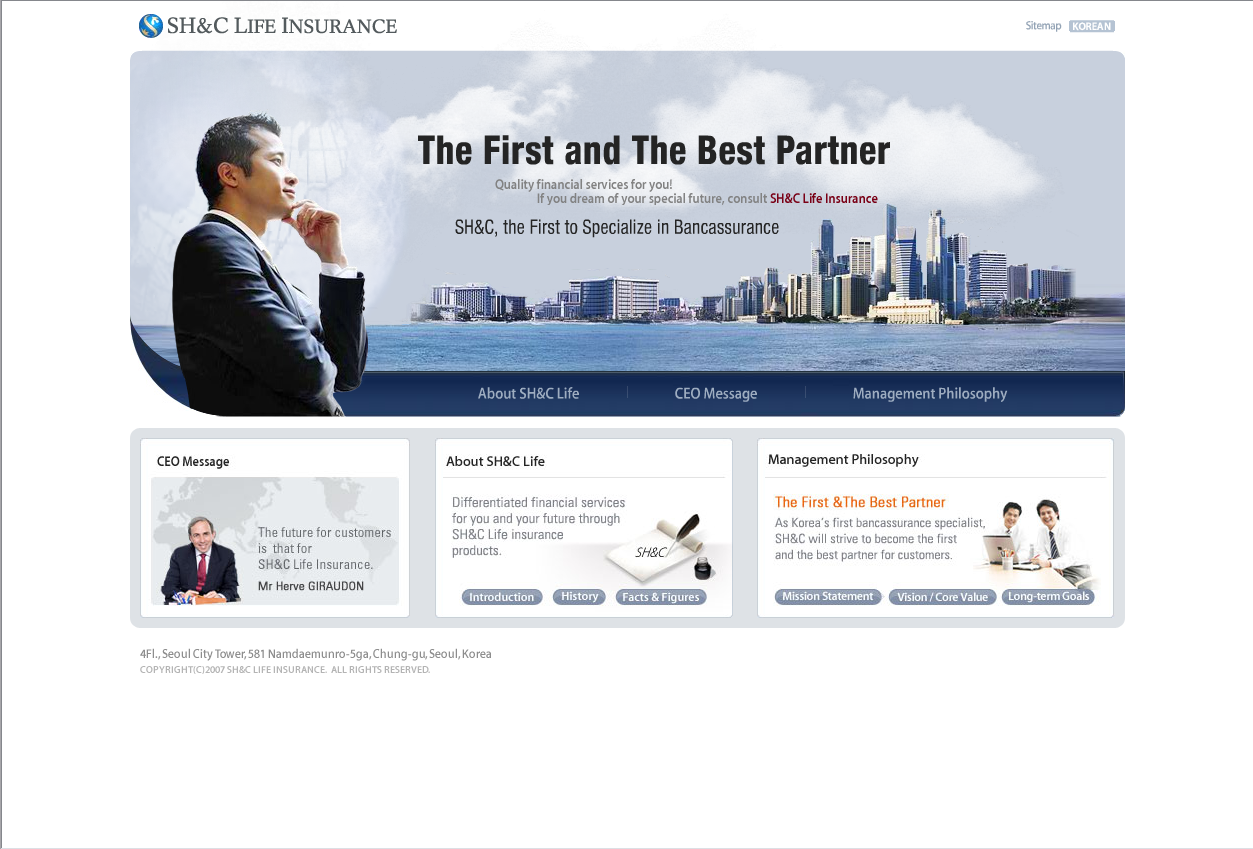 SH&C LIFE INSURANCE
Sitemap KOREAN
The First and The Best Partner
Quality financial services for you!
If you dream of your special future, consult SH&C Life Insurance
SH&C, the First to Specialize in Bancassurance
About SH&C Life
CEO Message
Management Philosophy
CEO Message
The future for customers
is that for
SH&C Life Insurance.
Mr Herve GIRAUDON
About SH&C Life
Differentiated financial services
for you and your future through
SH&C Life insurance
products.
SH&C
Introduction
History
Facts & Figures
Management Philosophy
The First &The Best Partner
As Korea's first bancassurance specialist,
SH&C will strive to become the first
and the best partner for customers.
Mission Statement
Vision / Core Value
Long-term Goals
4Fl., Seoul City Tower, 581 Namdaemunro-5ga, Chung-gu, Seoul, Korea
COPYRIGHT(C)2007 SH&C LIFE INSURANCE. ALL RIGHTS RESERVED.